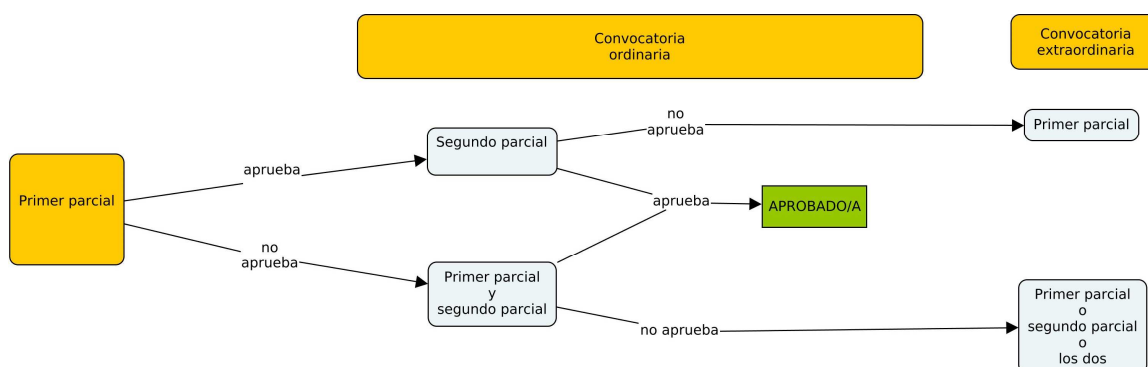 Convocatoria
ordinaria
Convocatoria
extraordinaria
Primer parcial
aprueba
no
aprueba
Segundo parcial
Primer parcial
y
segundo parcial
no
aprueba
aprueba
no aprueba
APROBADO/A
Primer parcial
Primer parcial
o
segundo parcial
o
los dos